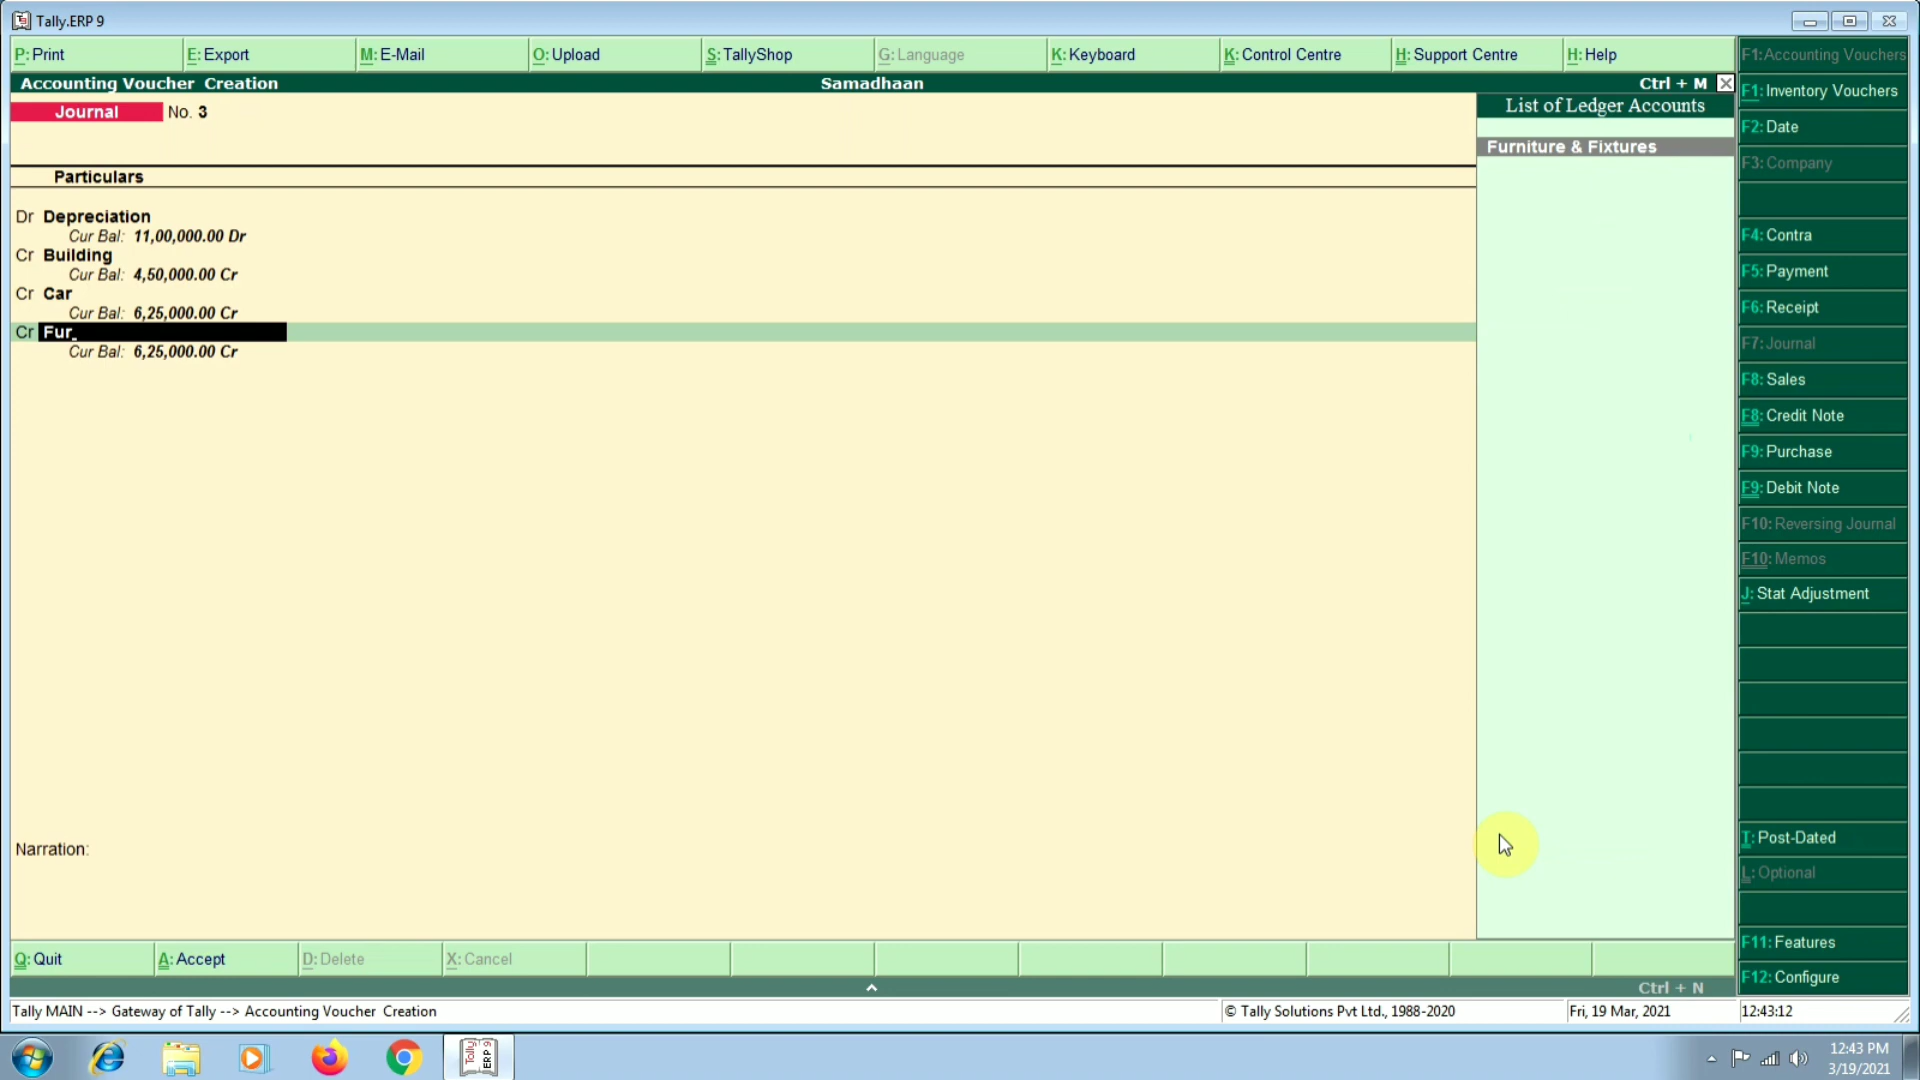 Tally.ERP 9
P: Print
E: Export
M: E-Mail
O: Upload
S: TallyShop
G: Language
K: Keyboard
K: Control Centre
H: Support Centre
H: Help
Accounting Voucher Creation
Samadhaan
Ctrl + M
Journal No. 3
Particulars
Dr Depreciation
Cur Bal: 11,00,000.00 Dr
Cr Building
Cur Bal: 4,50,000.00 Cr
Cr Car
Cur Bal: 6,25,000.00 Cr
Cr Fur
Cur Bal: 6,25,000.00 Cr
Narration:
List of Ledger Accounts
Furniture & Fixtures
F1: Accounting Vouchers
F1: Inventory Vouchers
F2: Date
F3: Company
F4: Contra
F5: Payment
F6: Receipt
F7: Journal
F8: Sales
F8: Credit Note
F9: Purchase
F9: Debit Note
F10: Reversing Journal
F10: Memos
J: Stat Adjustment
T: Post-Dated
L: Optional
F11: Features
F12: Configure
Q: Quit
A: Accept
D: Delete
X: Cancel
Ctrl + N
Tally MAIN --> Gateway of Tally --> Accounting Voucher Creation
© Tally Solutions Pvt Ltd., 1988-2020
Fri, 19 Mar, 2021
12:43:12
Tally
ERP 9
12:43 PM
3/19/2021